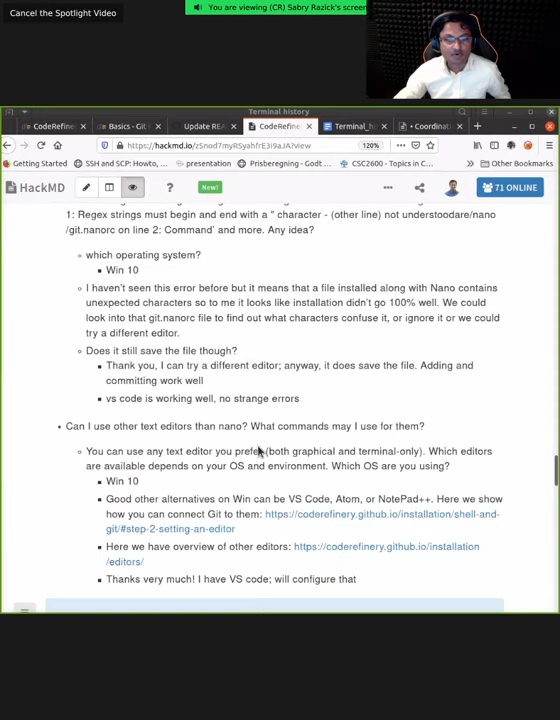 Cancel the Spotlight Video
You are viewing (CR) Sabry Razick's screen
Terminal history
CodeRefine
Basics - Git
Update REA
CodeRefine
Terminal_his
Coordinati
https://hackmd.io/zSnod7myRSyahfrE3i9aJA?view
120%
Getting Started
SSH and SCP: Howto, ...
presentation
Prisberegning - Godt ...
CSC2600 - Topics in C...
Other Bookmarks
HackMD
New!
71 ONLINE
1: Regex strings must begin and end with a " character - (other line) not understoodare/nano
/git.nanorc on line 2: Command' and more. Any idea?
which operating system?
Win 10
I haven't seen this error before but it means that a file installed along with Nano contains
unexpected characters so to me it looks like installation didn't go 100% well. We could
look into that git.nanorc file to find out what characters confuse it, or ignore it or we could
try a different editor.
Does it still save the file though?
Thank you, I can try a different editor; anyway, it does save the file. Adding and
committing work well
vs code is working well, no strange errors
Can I use other text editors than nano? What commands may I use for them?
You can use any text editor you prefer (both graphical and terminal-only). Which editors
are available depends on your OS and environment. Which OS are you using?
Win 10
Good other alternatives on Win can be VS Code, Atom, or NotePad++. Here we show
how you can connect Git to them: https://coderefinery.github.io/installation/shell-and-
git/#step-2-setting-an-editor
Here we have overview of other editors: https://coderefinery.github.io/installation
/editors/
Thanks very much! I have VS code; will configure that